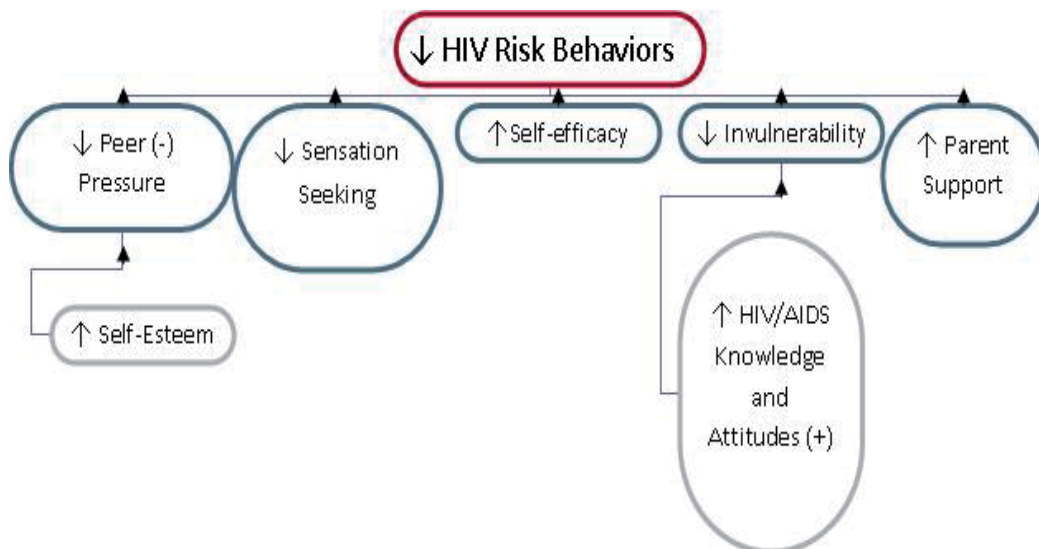 ↓ HIV Risk Behaviors
↓ Peer (-)
Pressure
↓ Sensation
Seeking
↑ Self-efficacy
↓ Invulnerability
↑ Parent
Support
↑ Self-Esteem
↑ HIV/AIDS
Knowledge
and
Attitudes (+)